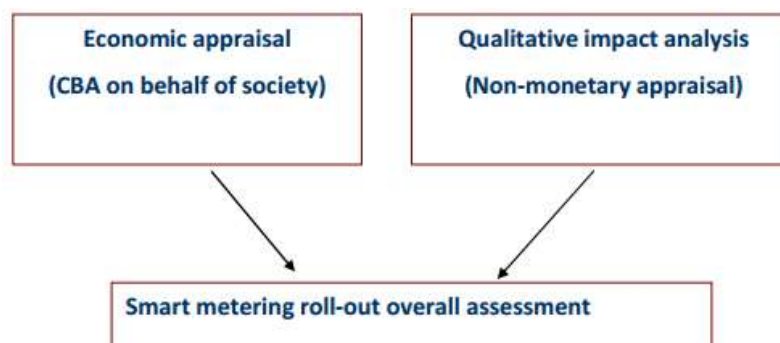 Economic appraisal
(CBA on behalf of society)
Qualitative impact analysis
(Non-monetary appraisal)
Smart metering roll-out overall assessment